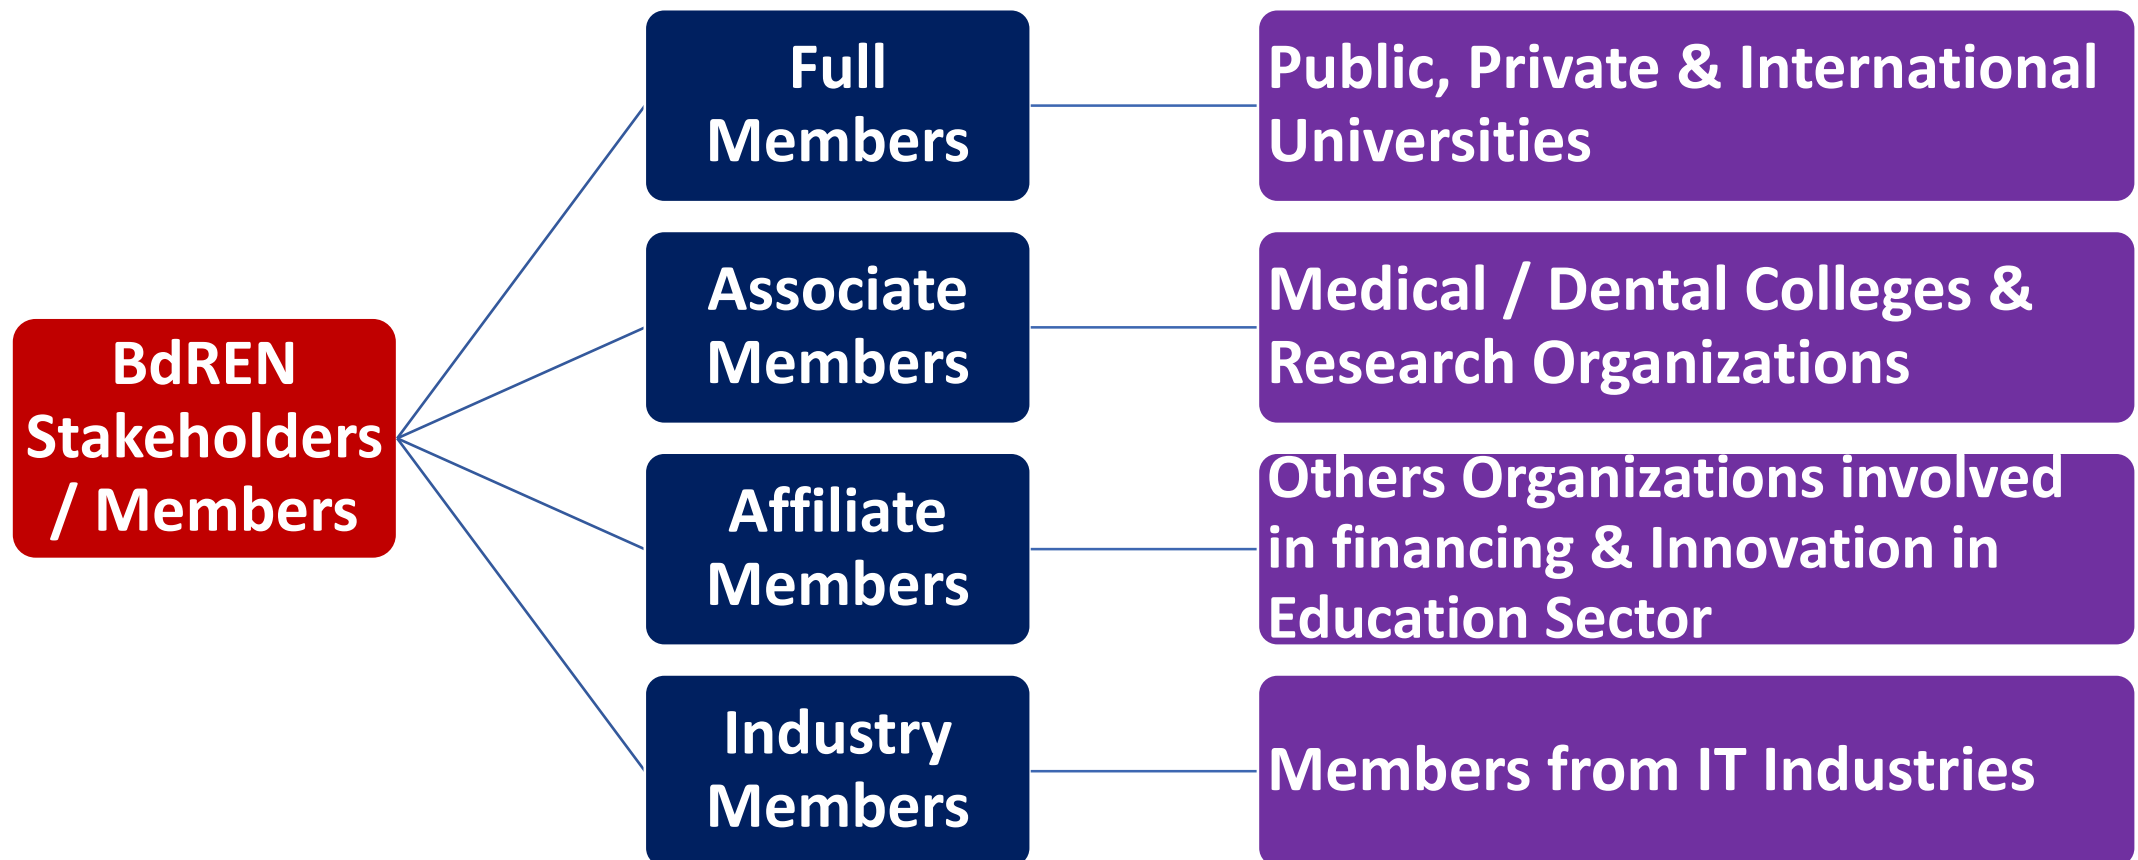 BdREN
Stakeholders
/ Members
Full
Members
Public, Private & International
Universities
Associate
Members
Medical / Dental Colleges &
Research Organizations
Affiliate
Members
Others Organizations involved
in financing & Innovation in
Education Sector
Industry
Members
Members from IT Industries